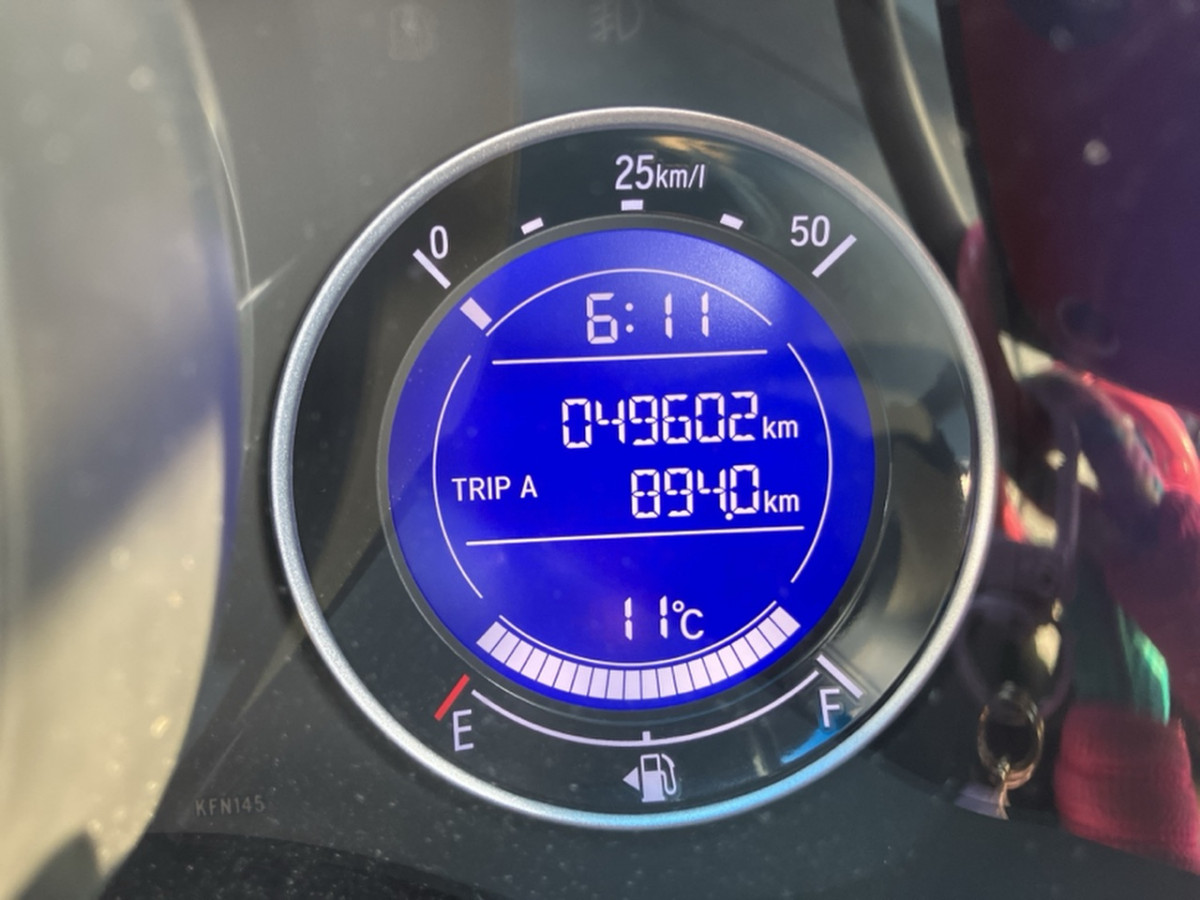 25km/l
0 50
6:11
049602km
TRIP A 894.0km
11°C
E F
KFN145